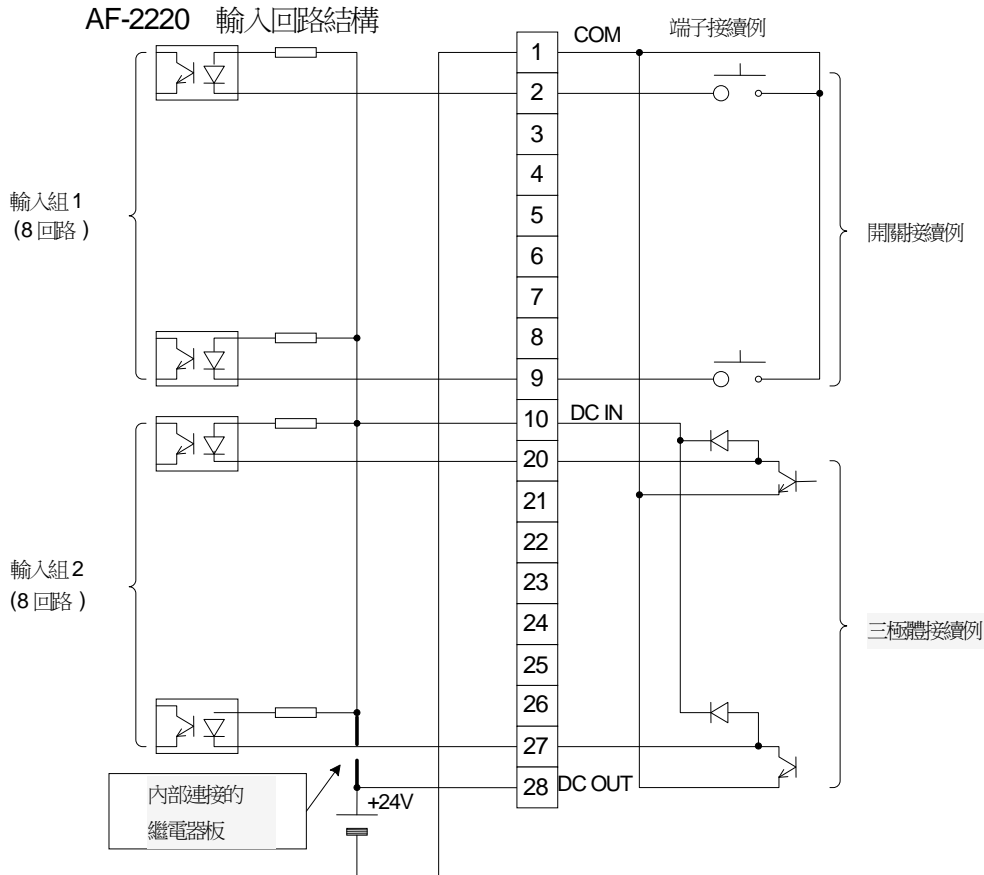 AF-2220 輸入回路結構
COM
端子接續例
1
2
3
4
5
6
7
8
9
10
20
21
22
23
24
25
26
27
28
輸入組 1
(8 回路 )
開關接續例
DC IN
輸入組 2
(8 回路 )
三極體接續例
DC OUT
+24V
內部連接的
繼電器板